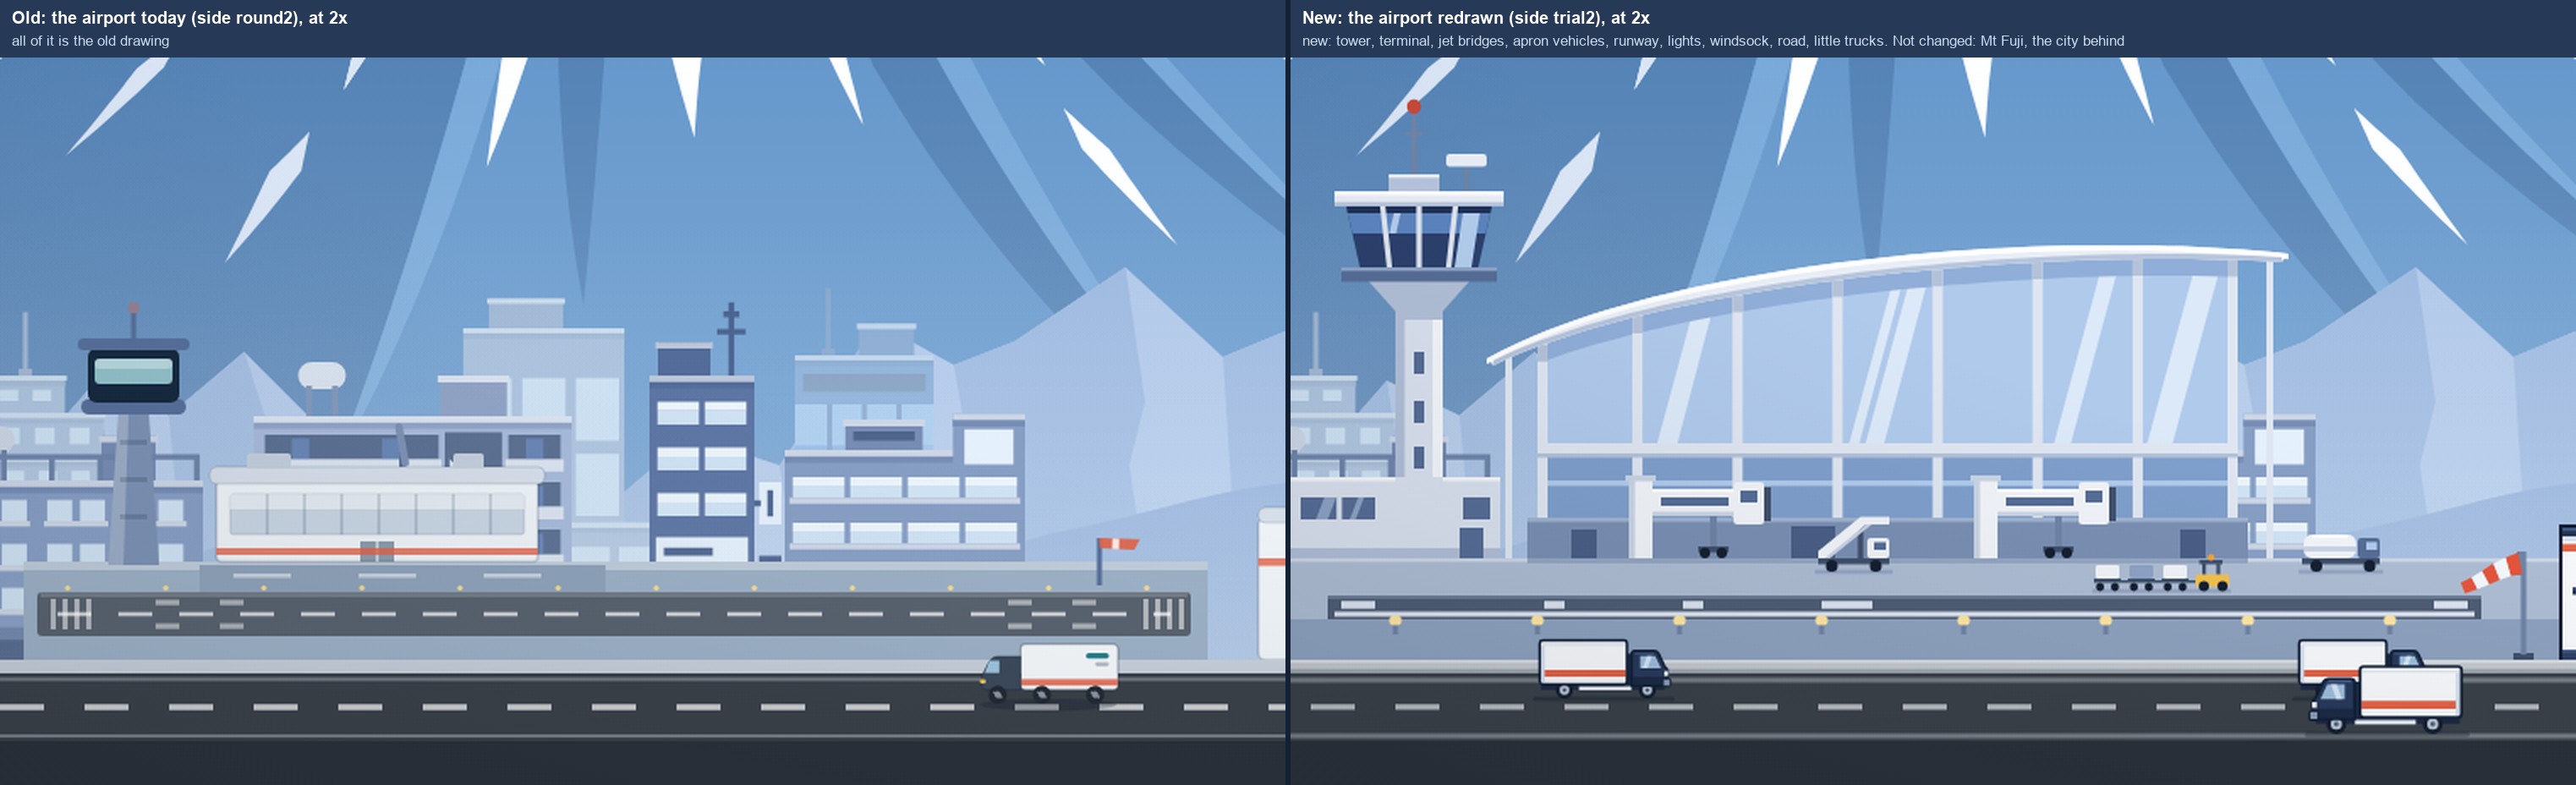 Old: the airport today (side round2), at 2x
all of it is the old drawing
New: the airport redrawn (side trial2), at 2x
new: tower, terminal, jet bridges, apron vehicles, runway, lights, windsock, road, little trucks. Not changed: Mt Fuji, the city behind